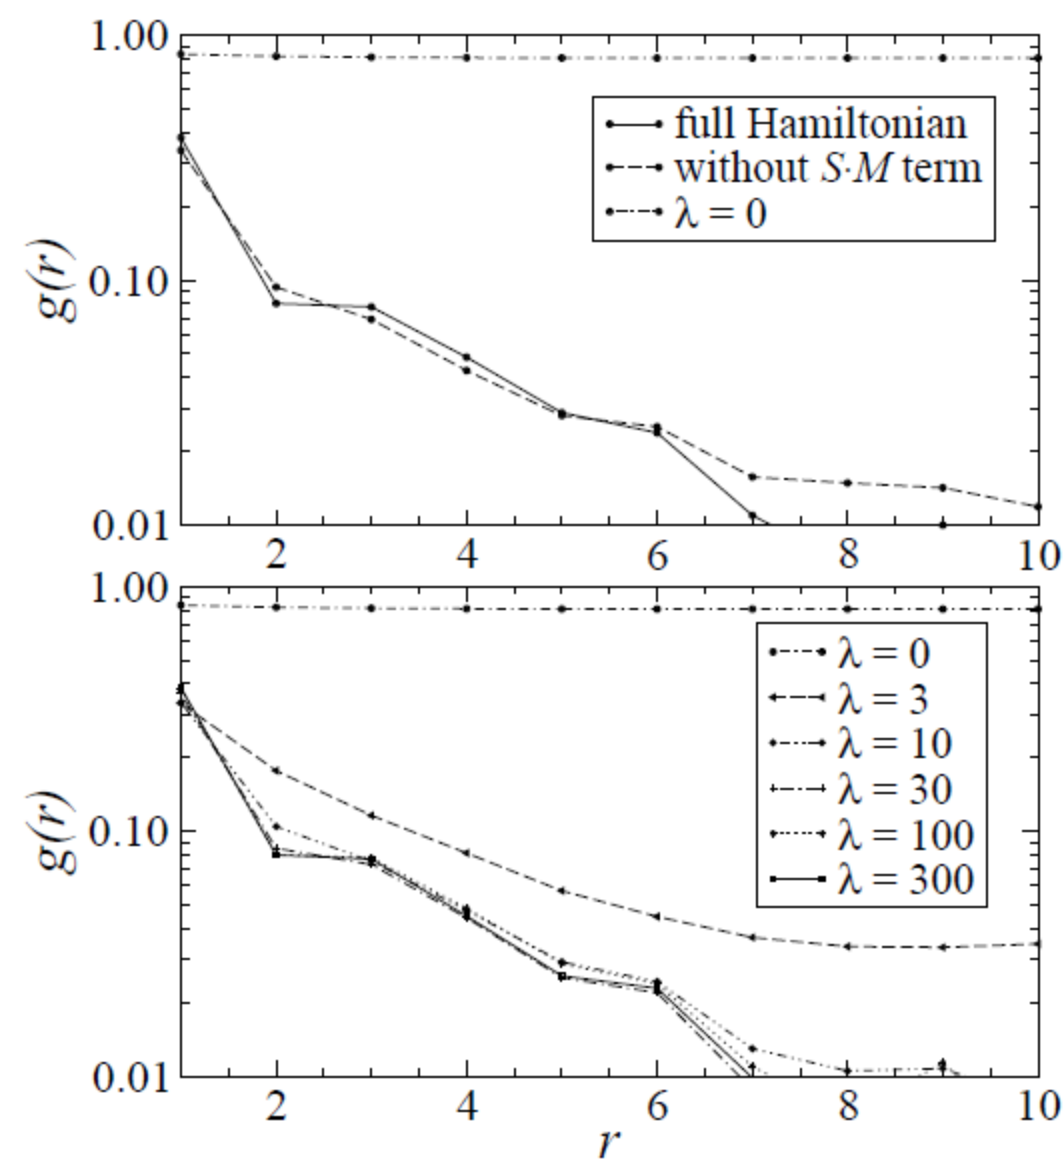 1.00
full Hamiltonian
without S·M term
λ = 0
g(r)
0.10
0.01
2 4 6 8 10
1.00
λ = 0
λ = 3
λ = 10
λ = 30
λ = 100
λ = 300
g(r)
0.10
0.01
2 4 6 8 10
r